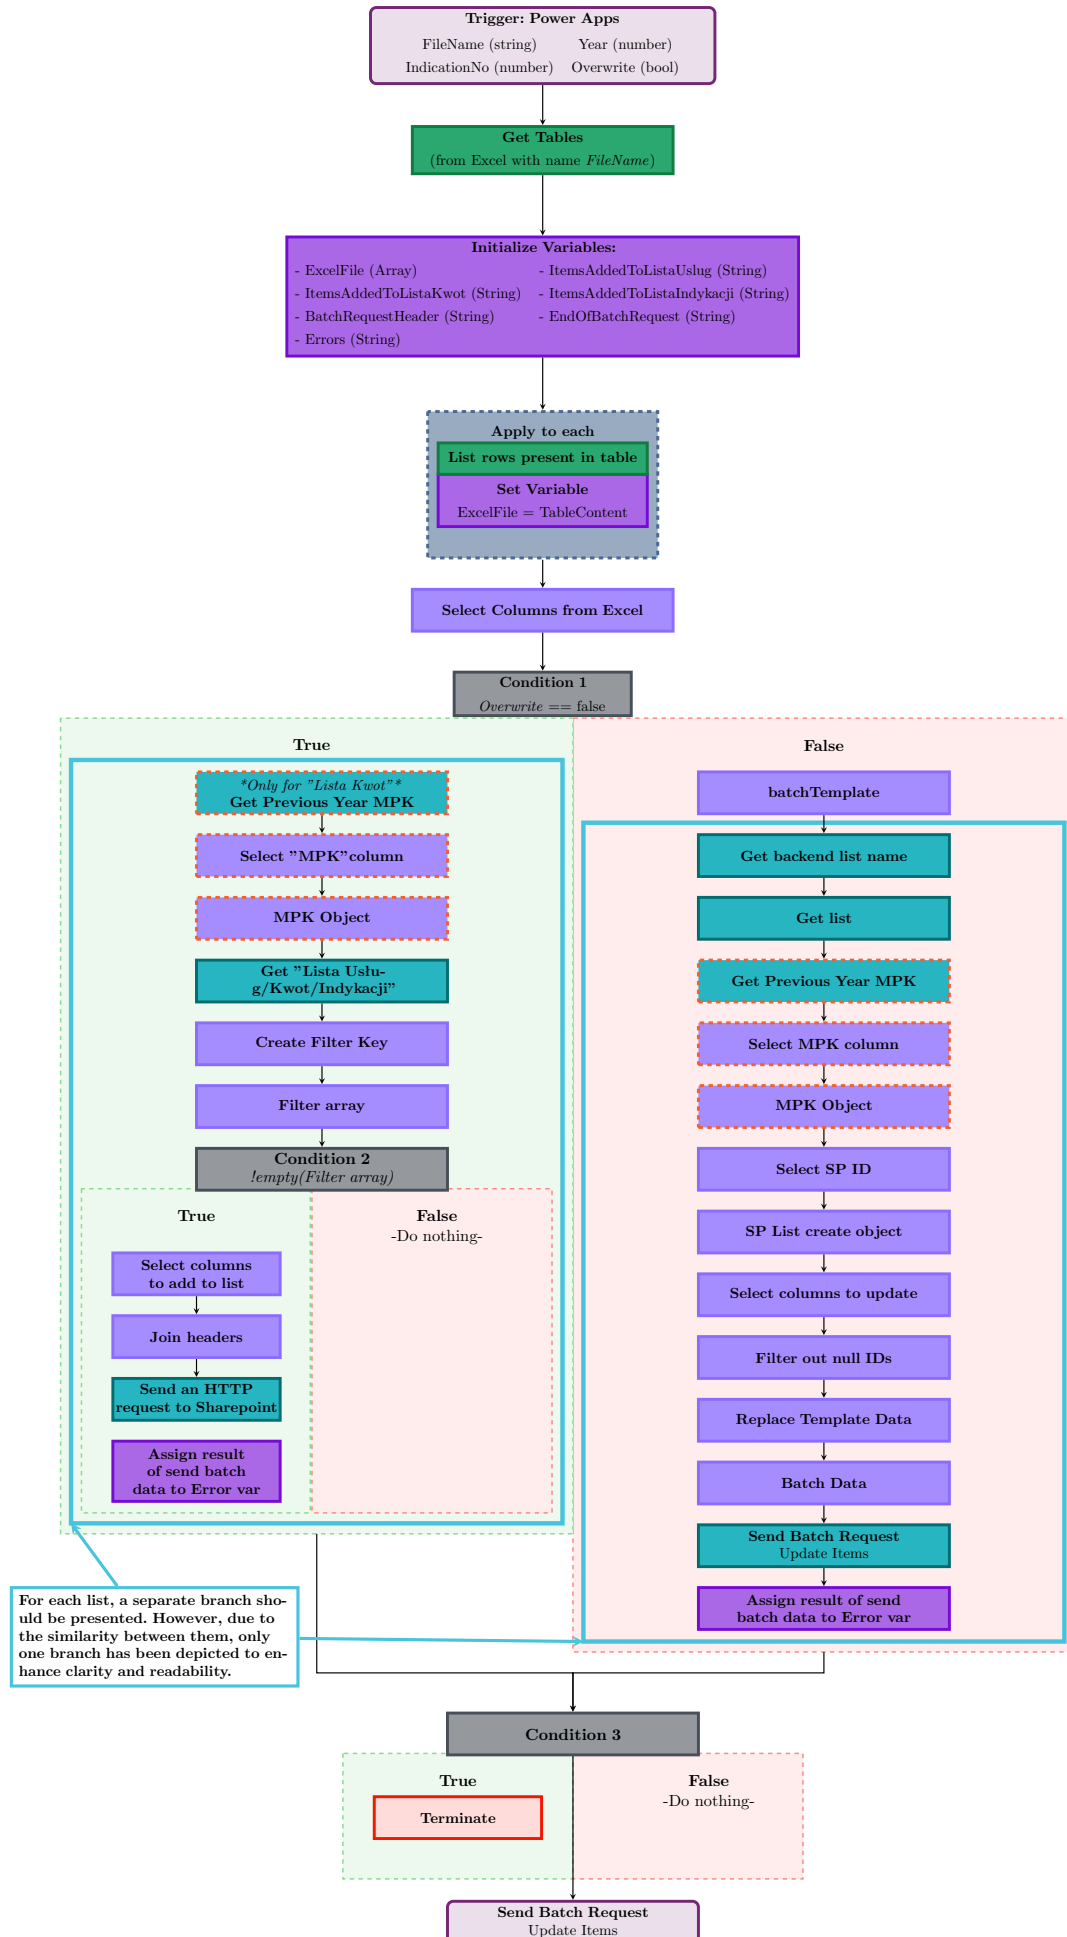 Trigger: Power Apps
FileName (string) Year (number)
IndicationNo (number) Overwrite (bool)
Get Tables
(from Excel with name FileName)
Initialize Variables:
- ExcelFile (Array) - ItemsAddedToListaUslug (String)
- ItemsAddedToListaKwot (String) - ItemsAddedToListaIndykacji (String)
- BatchRequestHeader (String) - EndOfBatchRequest (String)
- Errors (String)
Apply to each
List rows present in table
Set Variable
ExcelFile = TableContent
Select Columns from Excel
Condition 1
Overwrite == false
True
*Only for ”Lista Kwot”*
Get Previous Year MPK
Select ”MPK”column
MPK Object
Get ”Lista Usłu-
g/Kwot/Indykacji”
Create Filter Key
Filter array
Condition 2
!empty(Filter array)
True
Select columns
to add to list
Join headers
Send an HTTP
request to Sharepoint
Assign result
of send batch
data to Error var
False
-Do nothing-
False
batchTemplate
Get backend list name
Get list
Get Previous Year MPK
Select MPK column
MPK Object
Select SP ID
SP List create object
Select columns to update
Filter out null IDs
Replace Template Data
Batch Data
Send Batch Request
Update Items
Assign result of send
batch data to Error var
For each list, a separate branch sho-
uld be presented. However, due to
the similarity between them, only
one branch has been depicted to en-
hance clarity and readability.
Condition 3
True
Terminate
False
-Do nothing-
Send Batch Request
Update Items